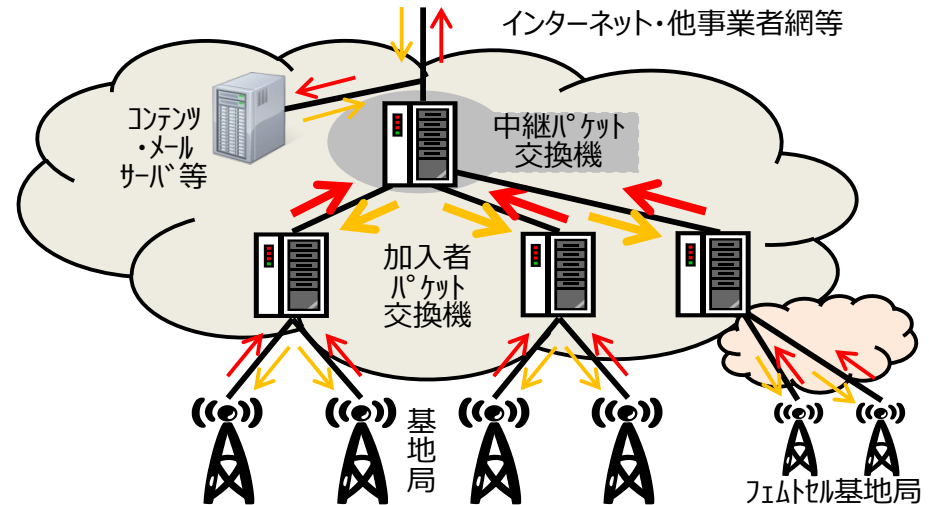 インターネット・他事業者網等
ｺﾝﾃﾝﾂ
・ﾒｰﾙ
ｻｰﾊﾞ等
中継ﾊﾟｹｯﾄ
交換機
加入者
ﾊﾟｹｯﾄ
交換機
基地局
ﾌｪﾑﾄｾﾙ基地局